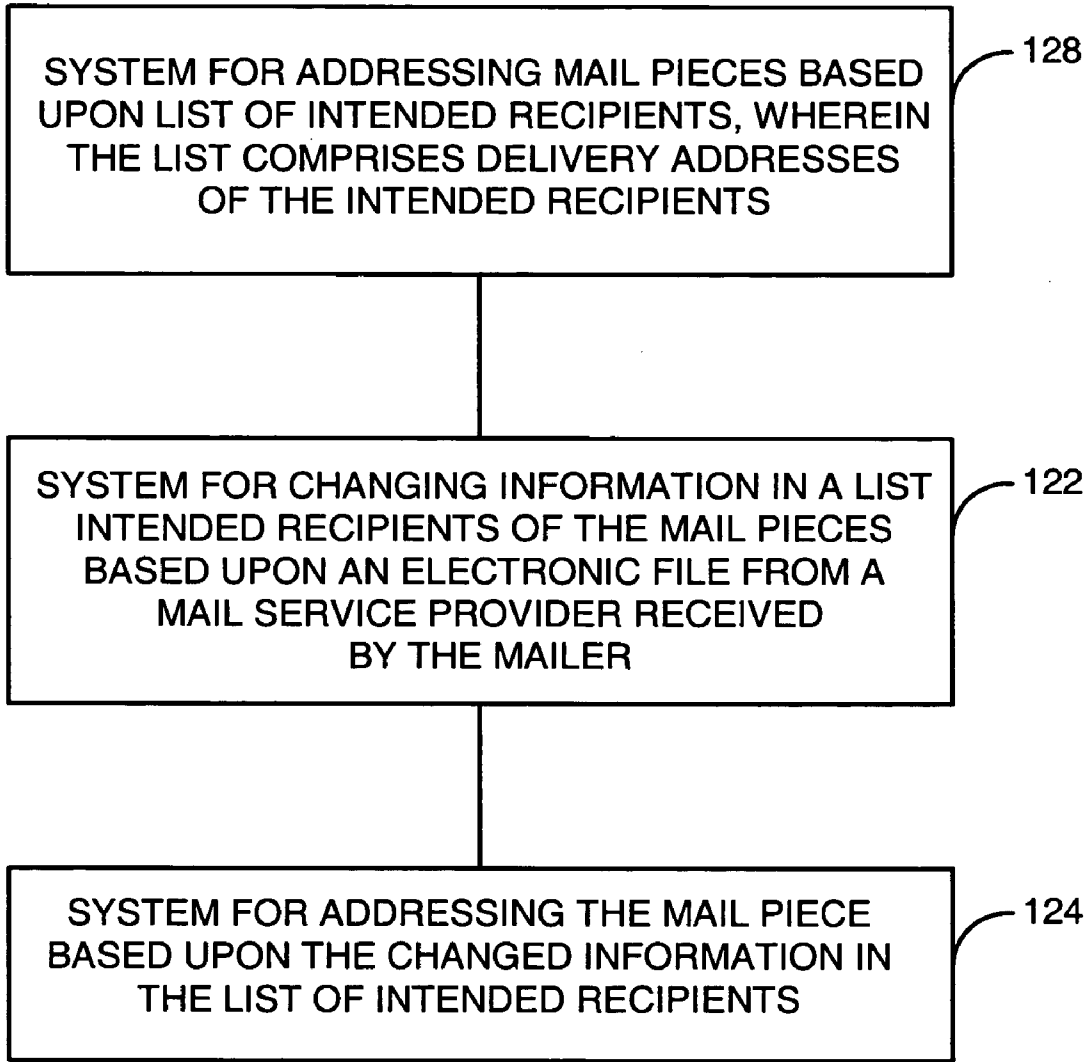 SYSTEM FOR ADDRESSING MAIL PIECES BASED
UPON LIST OF INTENDED RECIPIENTS, WHEREIN
THE LIST COMPRISES DELIVERY ADDRESSES
OF THE INTENDED RECIPIENTS
128
SYSTEM FOR CHANGING INFORMATION IN A LIST
INTENDED RECIPIENTS OF THE MAIL PIECES
BASED UPON AN ELECTRONIC FILE FROM A
MAIL SERVICE PROVIDER RECEIVED
BY THE MAILER
122
SYSTEM FOR ADDRESSING THE MAIL PIECE
BASED UPON THE CHANGED INFORMATION IN
THE LIST OF INTENDED RECIPIENTS
124